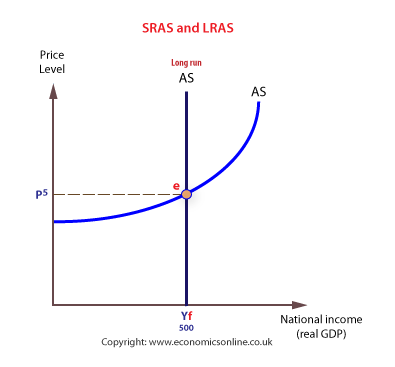 SRAS and LRAS
Price
Level
Long run
AS
AS
e
P5
Yf
500
National income
(real GDP)
Copyright: www.economicsonline.co.uk